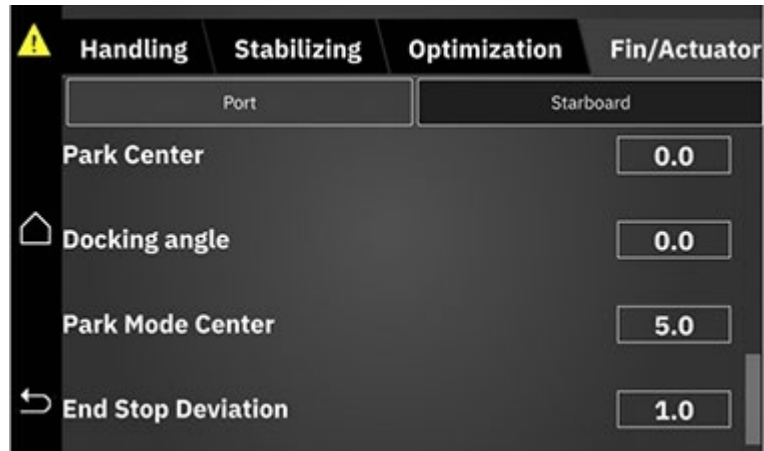 Handling Stabilizing Optimization Fin/Actuator
Port Starboard
Park Center 0.0
Docking angle 0.0
Park Mode Center 5.0
End Stop Deviation 1.0